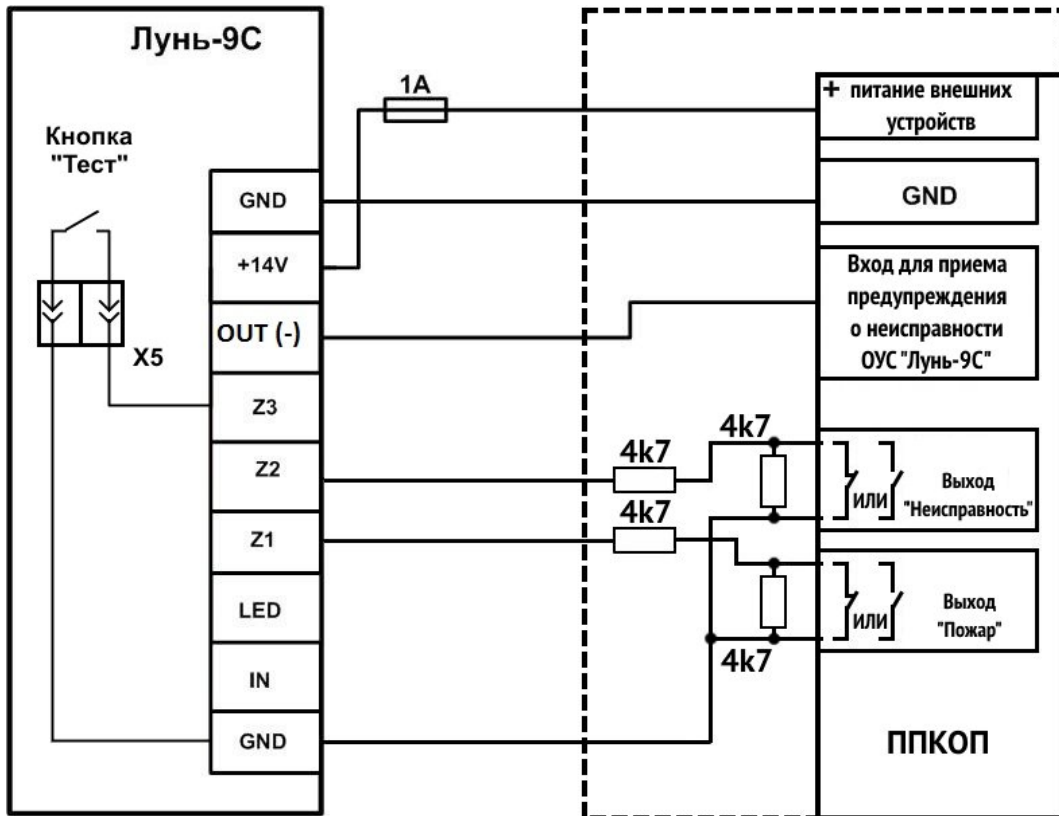 Лунь-9С
Кнопка
"Тест"
X5
GND
+14V
OUT (-)
Z3
Z2
Z1
LED
IN
GND
1A
4k7
4k7
4k7
4k7
+ питание внешних
устройств
GND
Вход для приема
предупреждения
о неисправности
ОУС "Лунь-9С"
ИЛИ
Выход
"Неисправность"
ИЛИ
Выход
"Пожар"
ППКОП